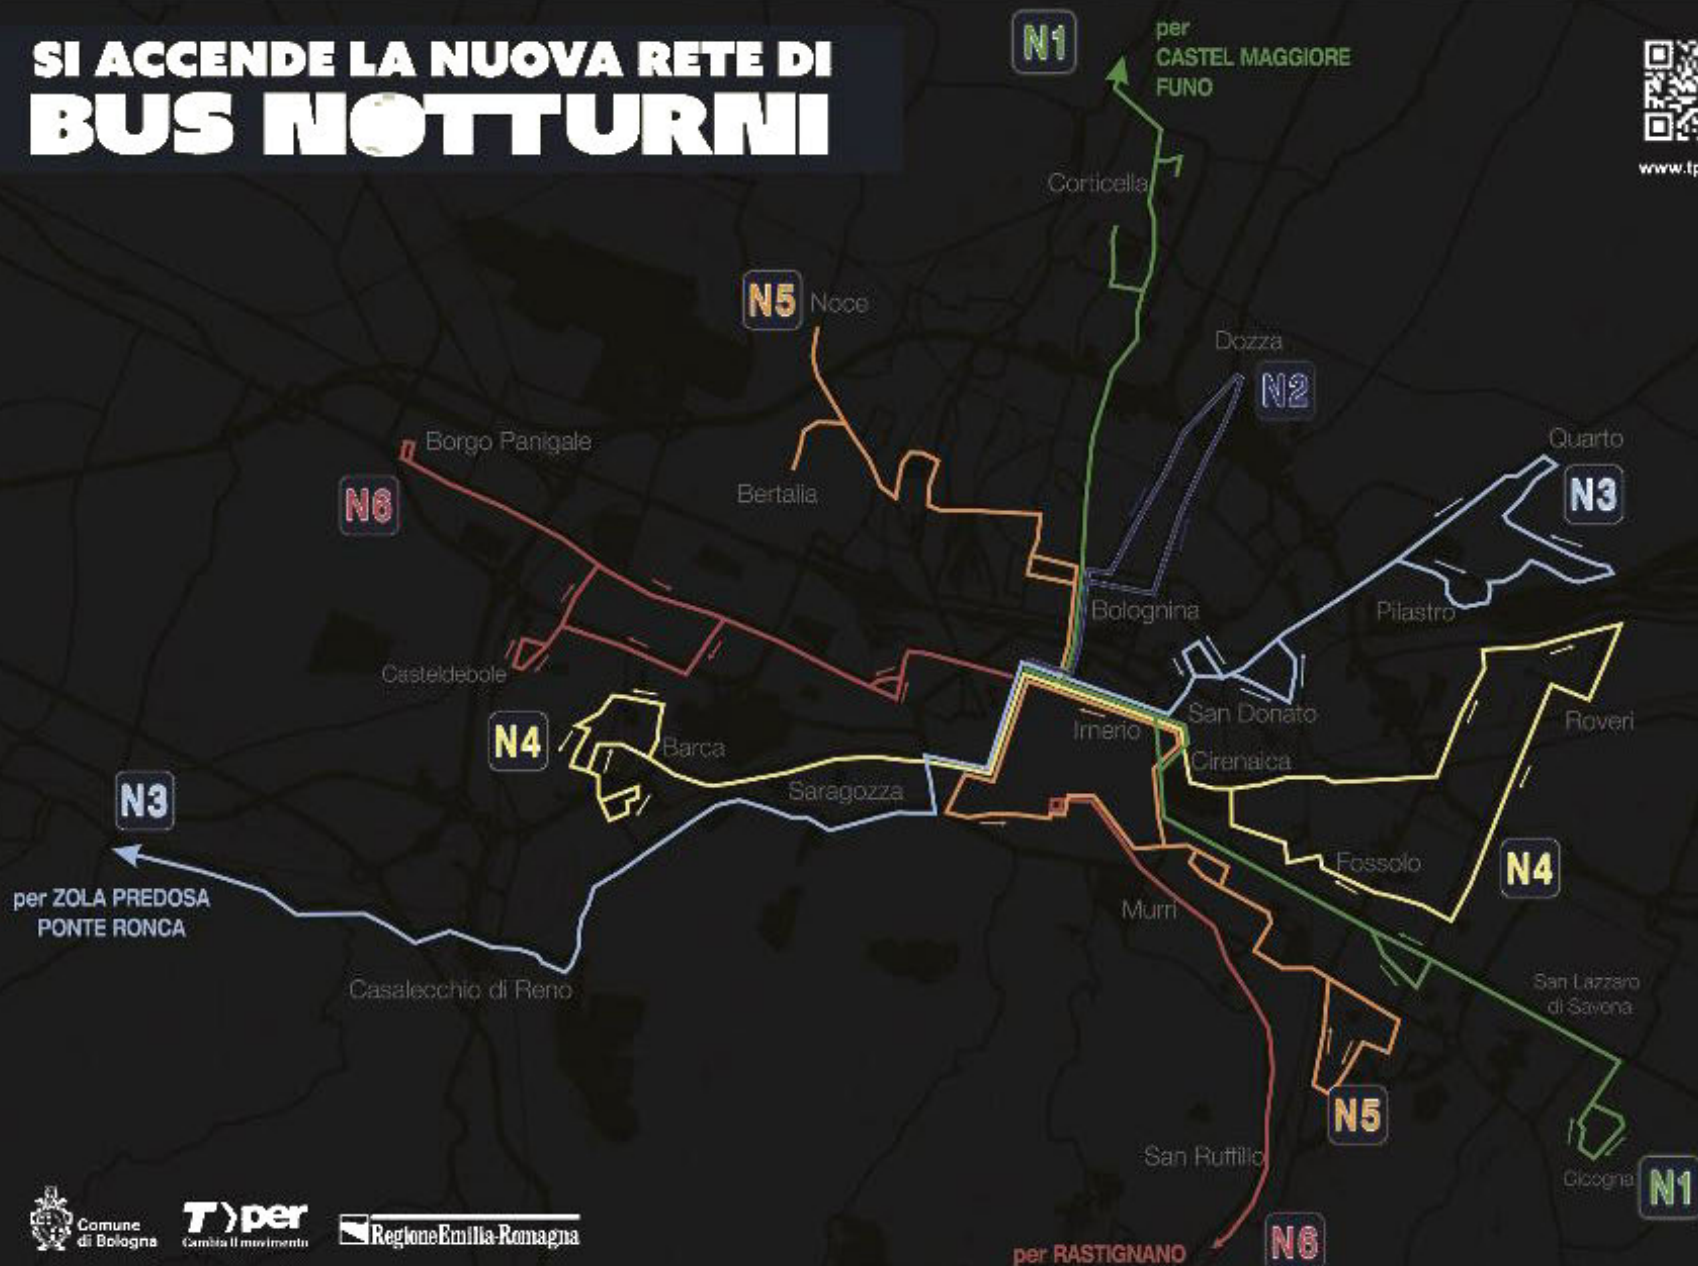 SI ACCENDE LA NUOVA RETE DI
BUS NOTTURNI
N1
per
CASTEL MAGGIORE
FUNO
www.tp
Corticella
N5
Noce
Dozza
N2
Borgo Panigale
Quarto
N6
Bertalia
N3
Bolognina
Pilastro
Casteldebole
N4
Barca
Irnerio
San Donato
Roveri
Cirenaica
Saragozza
N3
per ZOLA PREDOSA
PONTE RONCA
Fossolo
N4
Murri
Casalecchio di Reno
San Lazzaro
di Savena
N5
San Ruffillo
Cicogna
N1
Comune
di Bologna
T>per
Cambia il movimento
RegioneEmilia-Romagna
per RASTIGNANO
N6